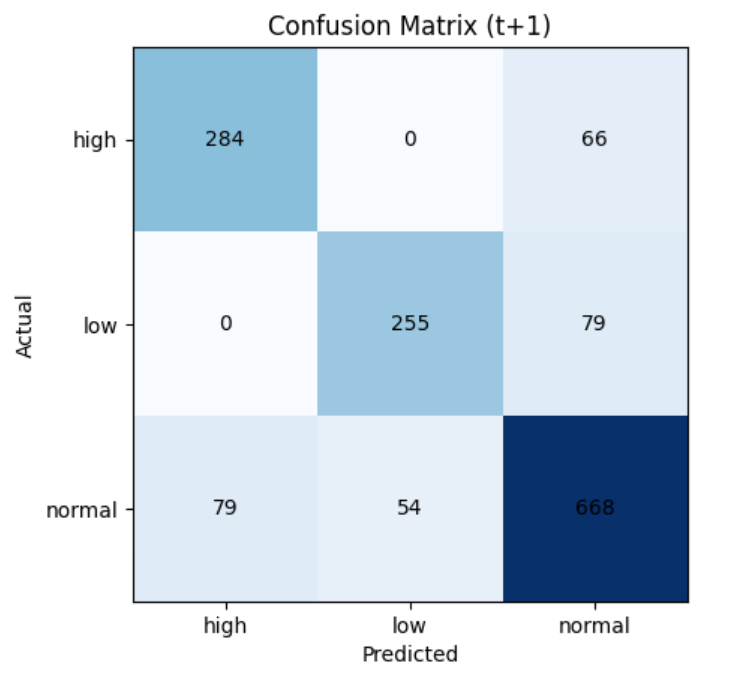 Confusion Matrix (t+1)
high 284 0 66
low 0 255 79
normal 79 54 668
high low normal
Predicted
Actual